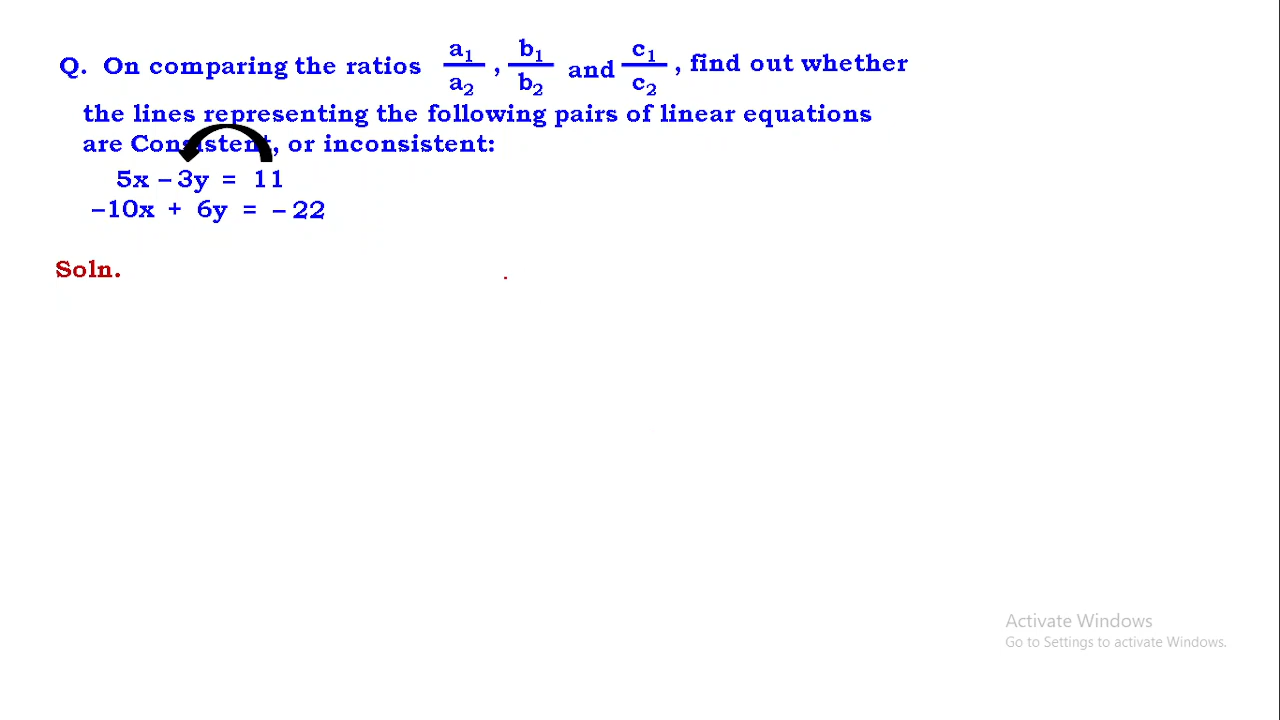 Q. On comparing the ratios a₁/a₂ , b₁/b₂ and c₁/c₂ , find out whether
the lines representing the following pairs of linear equations
are Consistent, or inconsistent:
5x – 3y = 11
–10x + 6y = – 22
Soln.
Activate Windows
Go to Settings to activate Windows.